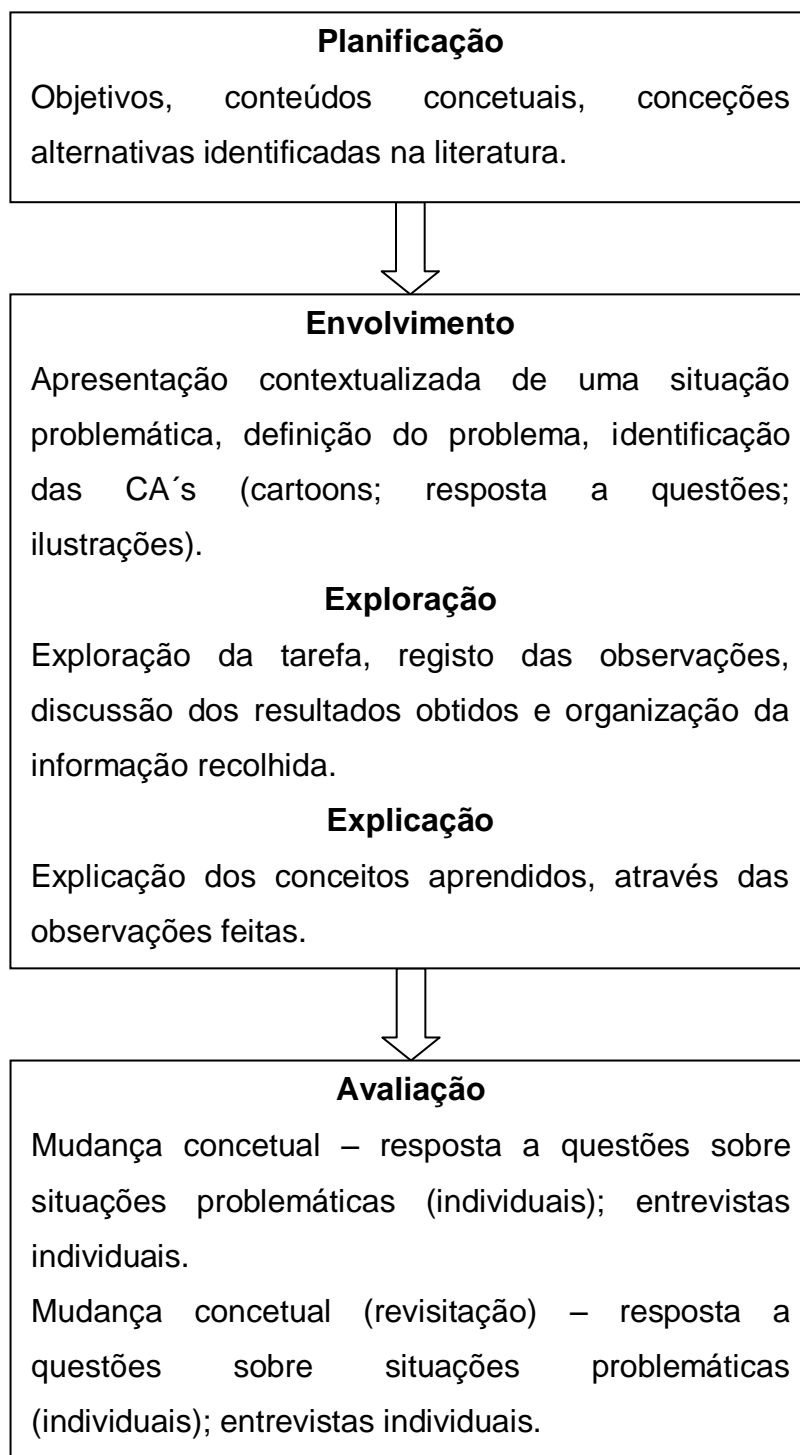 Planificação
Objetivos, conteúdos concetuais, conceções
alternativas identificadas na literatura.
Envolvimento
Apresentação contextualizada de uma situação
problemática, definição do problema, identificação
das CA´s (cartoons; resposta a questões;
ilustrações).
Exploração
Exploração da tarefa, registo das observações,
discussão dos resultados obtidos e organização da
informação recolhida.
Explicação
Explicação dos conceitos aprendidos, através das
observações feitas.
Avaliação
Mudança concetual – resposta a questões sobre
situações problemáticas (individuais); entrevistas
individuais.
Mudança concetual (revisitação) – resposta a
questões sobre situações problemáticas
(individuais); entrevistas individuais.